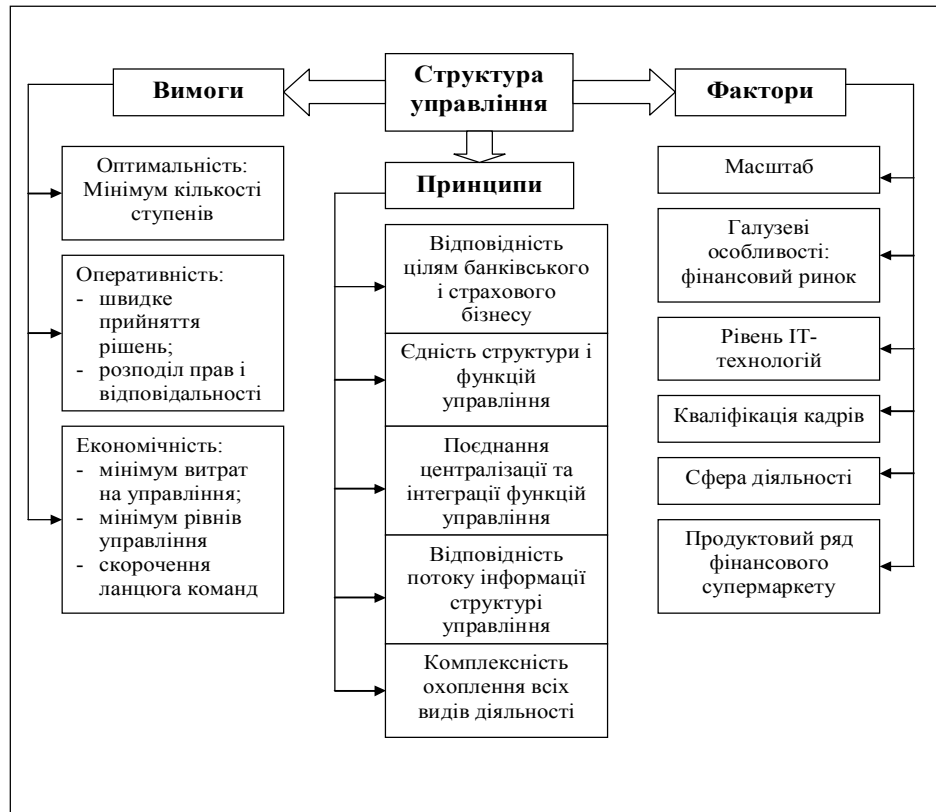 Структура
управління
Вимоги
Фактори
Принципи
Оптимальність:
Мінімум кількості
ступенів
Оперативність:
- швидке
прийняття
рішень;
- розподіл прав і
відповідальності
Економічність:
- мінімум витрат
на управління;
- мінімум рівнів
управління
- скорочення
ланцюга команд
Відповідність
цілям банківського
і страхового
бізнесу
Єдність структури і
функцій
управління
Поєднання
централізації та
інтеграції функцій
управління
Відповідність
потоку інформації
структурі
управління
Комплексність
охоплення всіх
видів діяльності
Масштаб
Галузеві
особливості:
фінансовий ринок
Рівень ІТ-
технологій
Кваліфікація кадрів
Сфера діяльності
Продуктовий ряд
фінансового
супермаркету